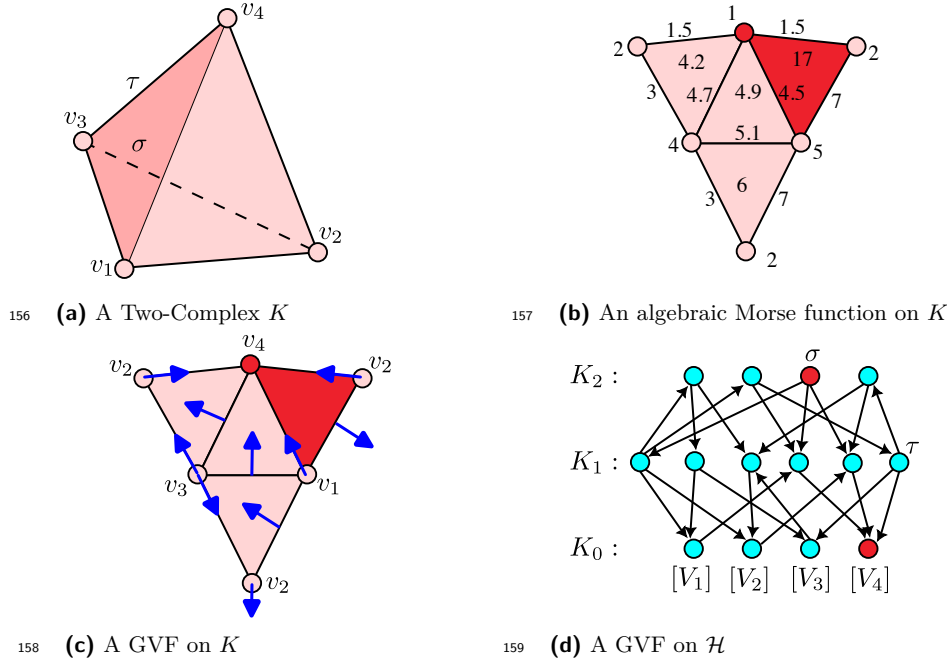 v4
τ
v3
σ
v2
v1
156 (a) A Two-Complex K
1
1.5 1.5
2 2
4.2 17
3 4.7 4.9 4.5 7
4 5.1 5
3 6 7
2
157 (b) An algebraic Morse function on K
v4
v2 v2
v3 v1
v2
158 (c) A GVF on K
σ
K2 :
K1 : τ
K0 :
[V1] [V2] [V3] [V4]
159 (d) A GVF on ℋ